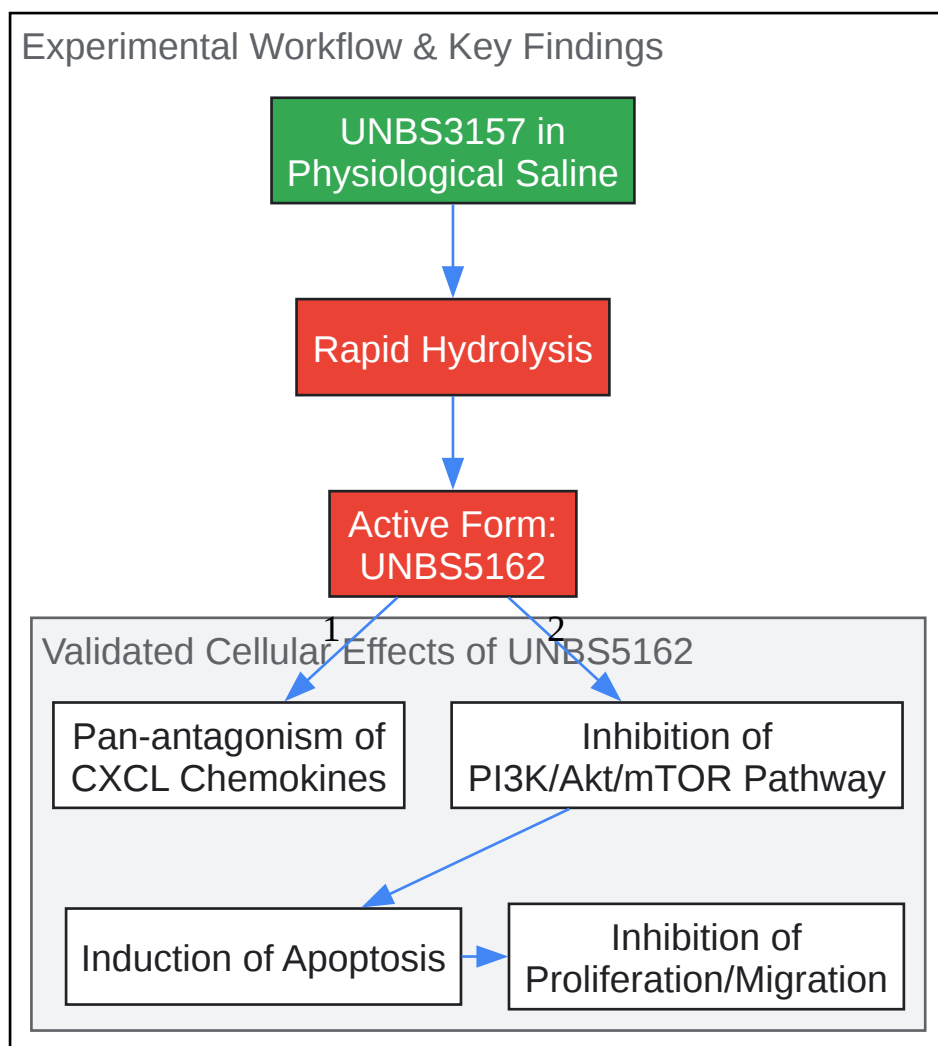 Experimental Workflow & Key Findings
UNBS3157 in
Physiological Saline
Rapid Hydrolysis
Active Form:
UNBS5162
1
2
Validated Cellular Effects of UNBS5162
Pan-antagonism of
CXCL Chemokines
Inhibition of
PI3K/Akt/mTOR Pathway
Induction of Apoptosis
Inhibition of
Proliferation/Migration